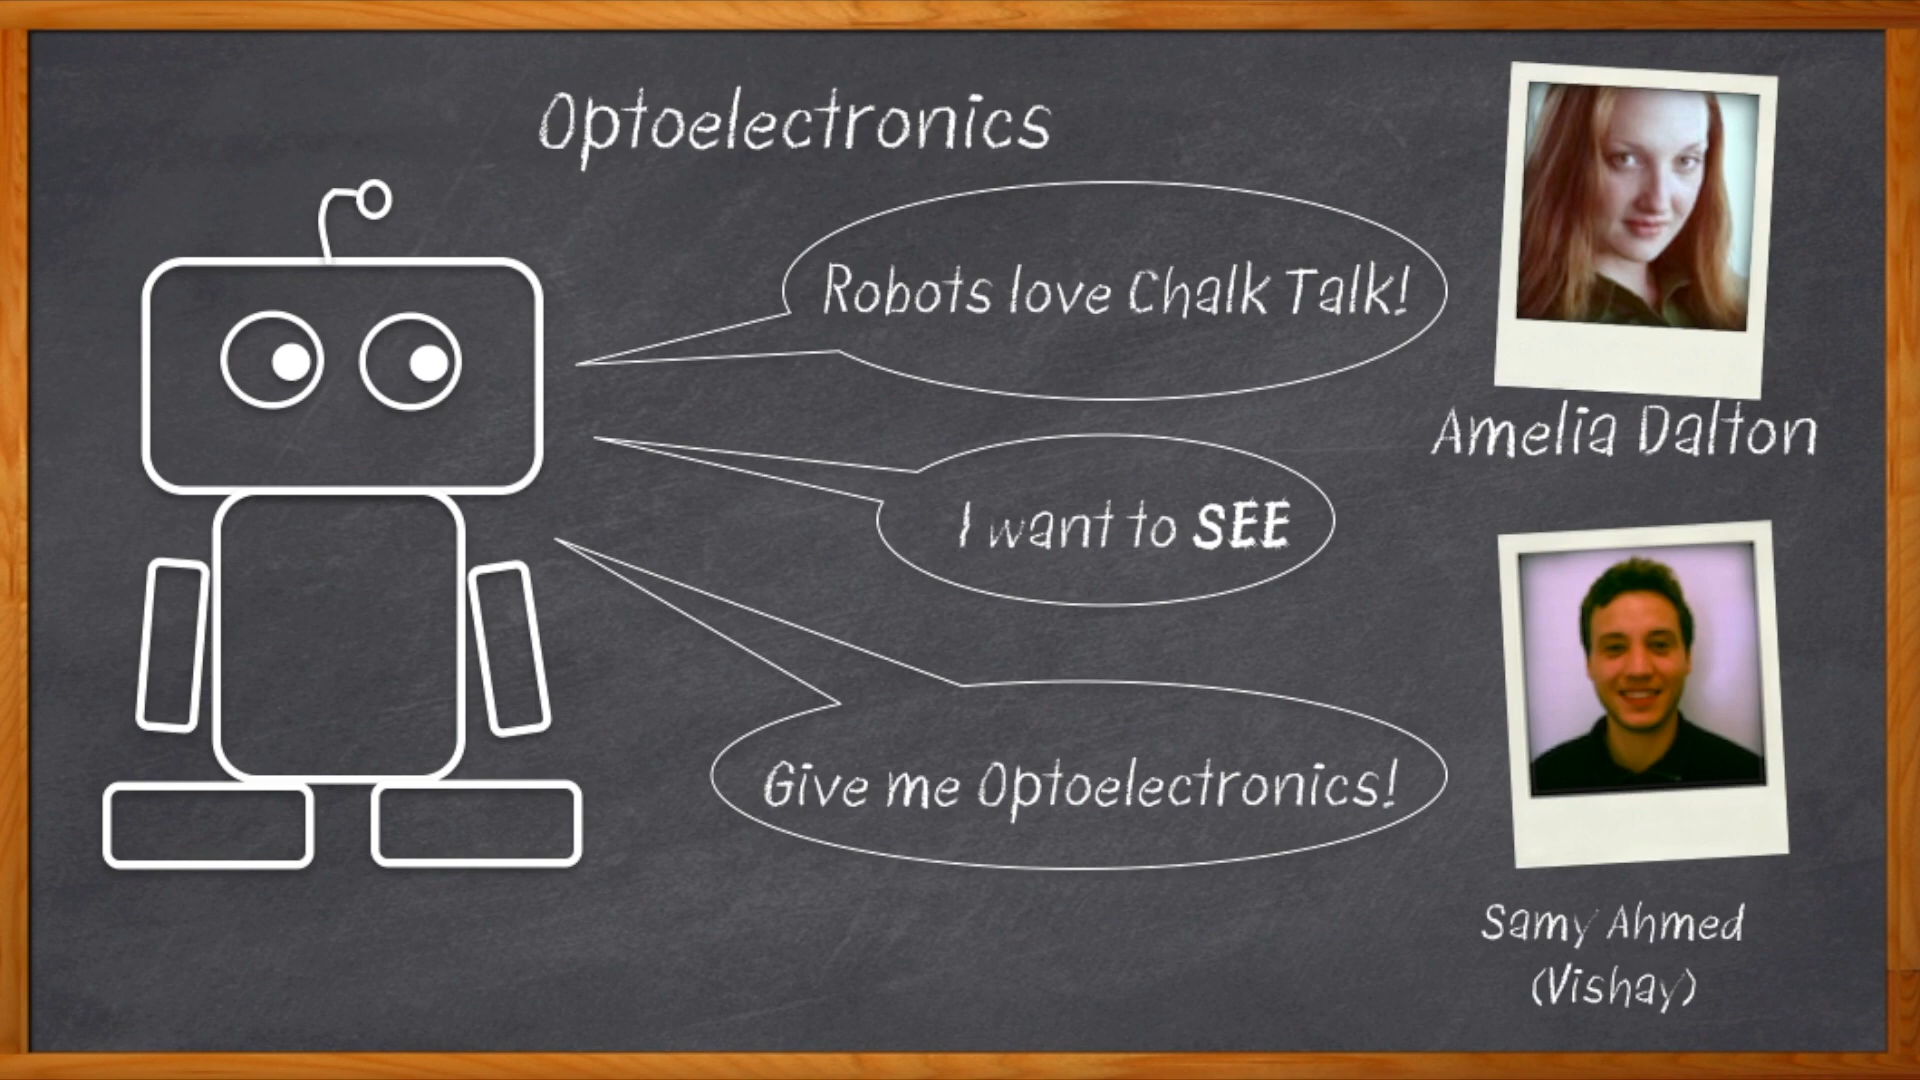 Optoelectronics
Robots love Chalk Talk!
I want to SEE
Give me Optoelectronics!
Amelia Dalton
Samy Ahmed
(Vishay)